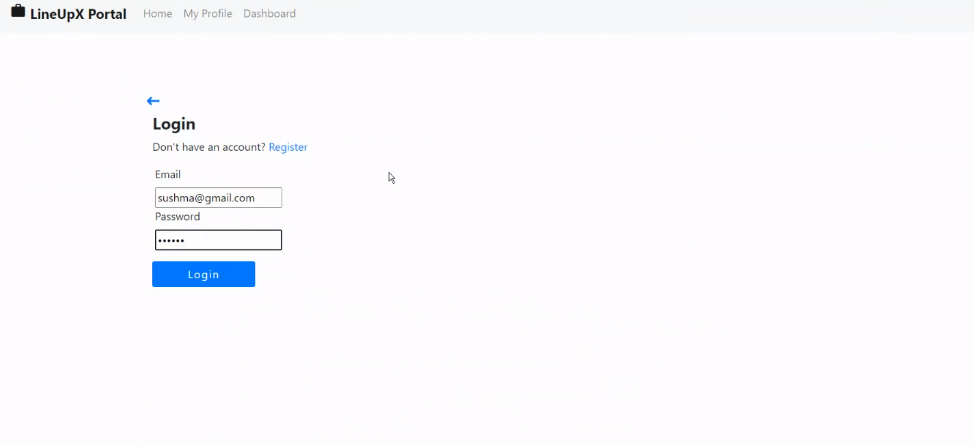 LineUpX Portal Home My Profile Dashboard
Login
Don't have an account? Register
Email
sushma@gmail.com
Password
••••••
Login